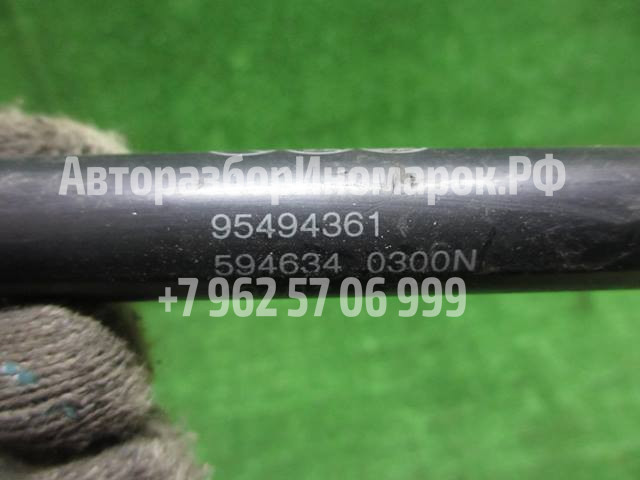 АвторазборИномарок.РФ
95494361
594634 0300N
+7 962 57 06 999